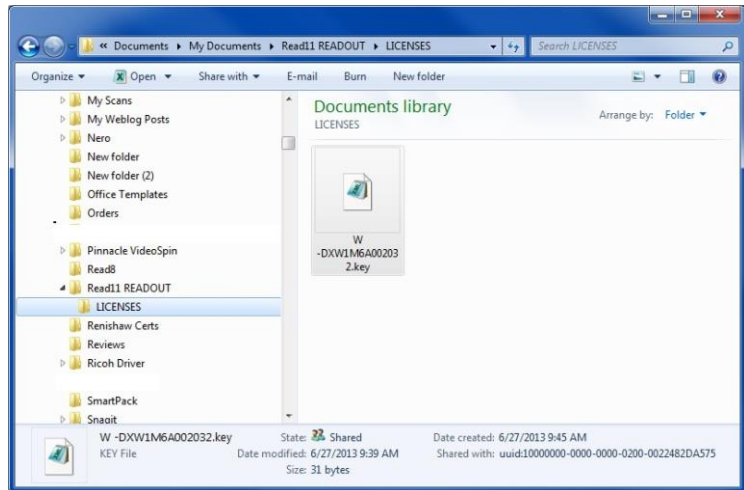 « Documents ▸ My Documents ▸ Read11 READOUT ▸ LICENSES
Search LICENSES
Organize Open Share with E-mail Burn New folder
My Scans
My Weblog Posts
Nero
New folder
New folder (2)
Office Templates
Orders
Pinnacle VideoSpin
Read8
Read11 READOUT
LICENSES
Renishaw Certs
Reviews
Ricoh Driver
SmartPack
Snagit
Documents library
LICENSES
Arrange by: Folder
W
-DXW1M6A00203
2.key
W -DXW1M6A002032.key State: Shared Date created: 6/27/2013 9:45 AM
KEY File Date modified: 6/27/2013 9:39 AM Shared with: uuid:10000000-0000-0000-0200-0022482DA575
Size: 31 bytes